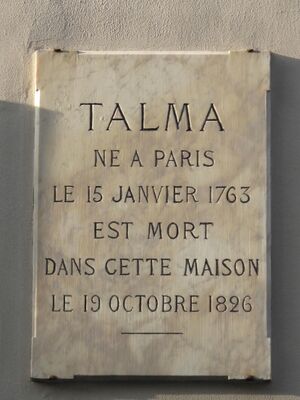 TALMA
NE A PARIS
LE 15 JANVIER 1763
EST MORT
DANS CETTE MAISON
LE 19 OCTOBRE 1826